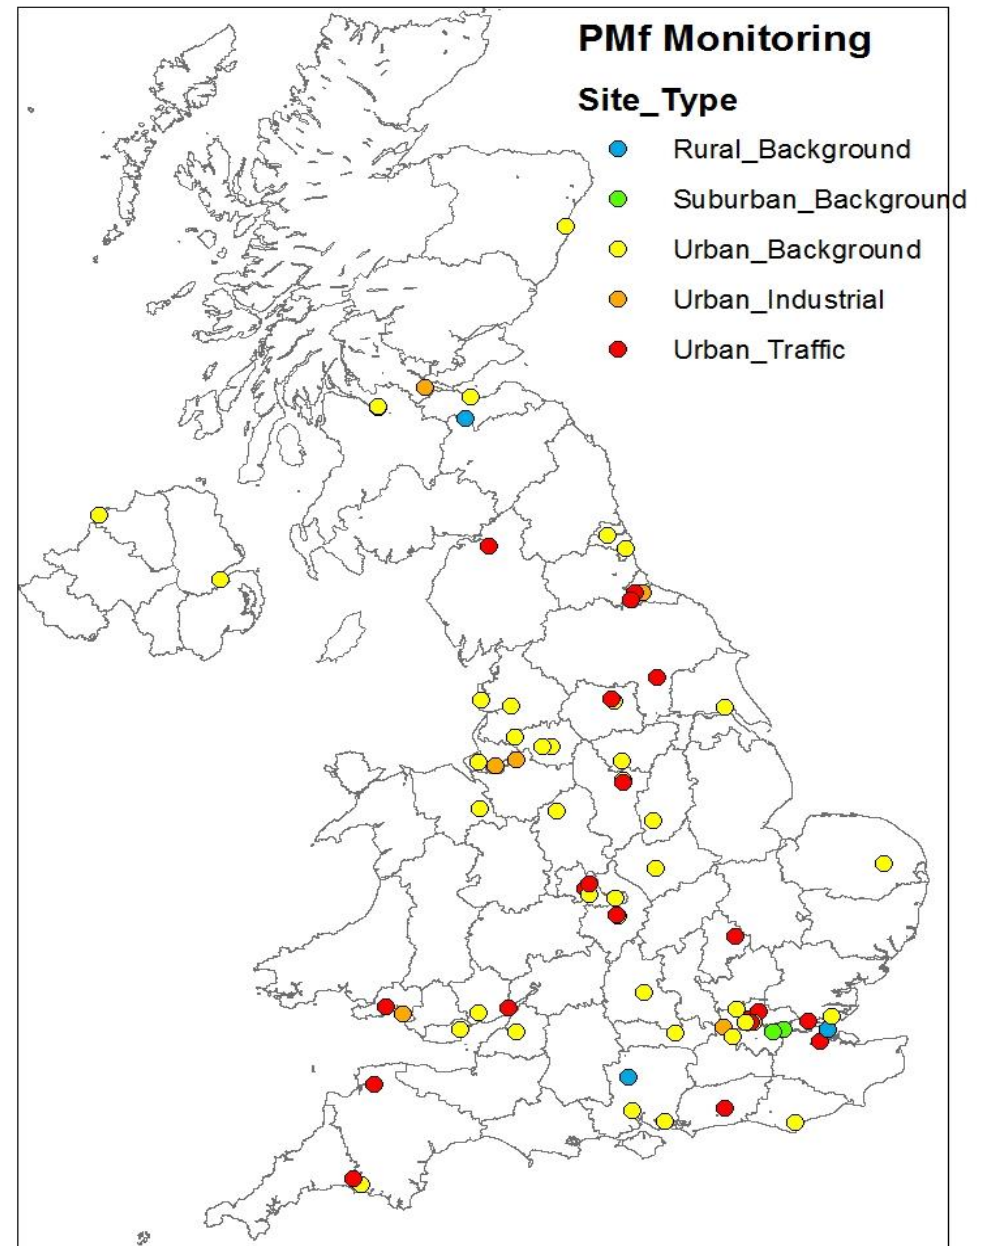 PMf Monitoring
Site_Type
Rural_Background
Suburban_Background
Urban_Background
Urban_Industrial
Urban_Traffic